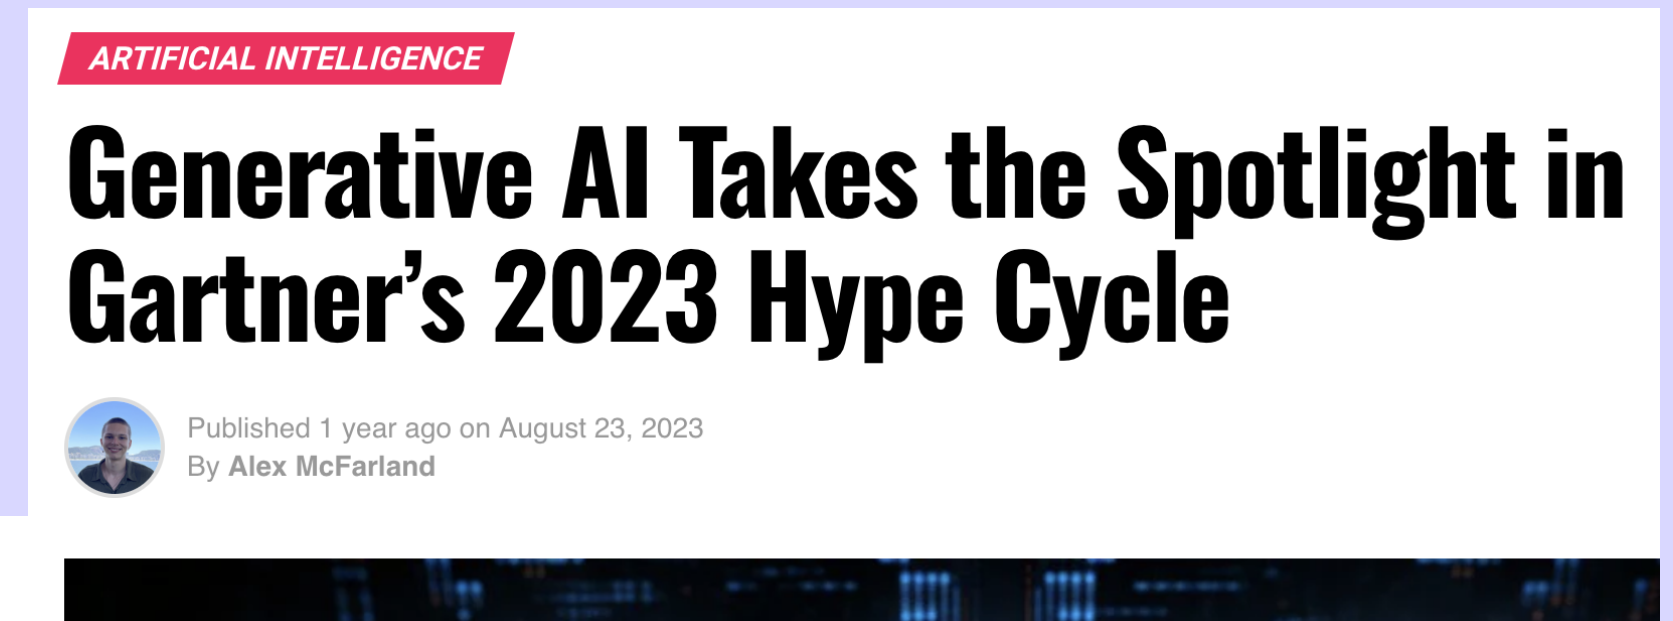 ARTIFICIAL INTELLIGENCE
Generative AI Takes the Spotlight in
Gartner’s 2023 Hype Cycle
Published 1 year ago on August 23, 2023
By Alex McFarland